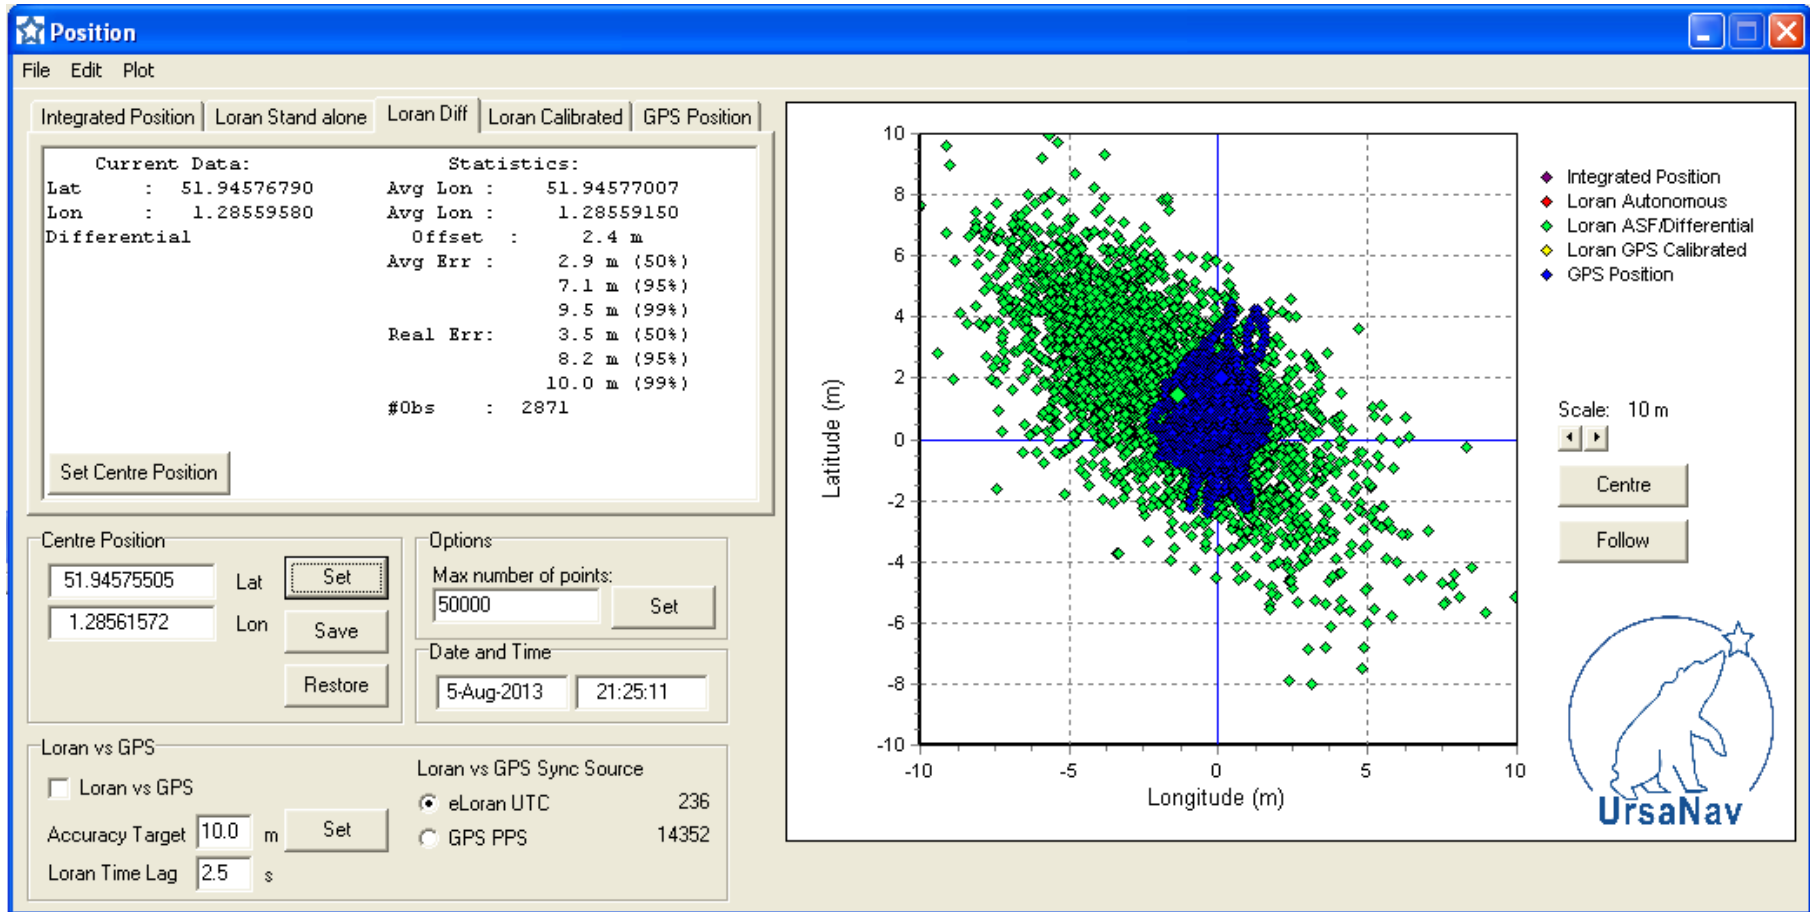 Position
File Edit Plot
Integrated Position Loran Stand alone Loran Diff Loran Calibrated GPS Position
Current Data: Statistics:
Lat : 51.94576790 Avg Lon : 51.94577007
Lon : 1.28559580 Avg Lon : 1.28559150
Differential Offset : 2.4 m
Avg Err : 2.9 m (50%)
7.1 m (95%)
9.5 m (99%)
Real Err: 3.5 m (50%)
8.2 m (95%)
10.0 m (99%)
#Obs : 2871
Set Centre Position
Centre Position
51.94575505 Lat Set
1.28561572 Lon Save
Restore
Options
Max number of points:
50000 Set
Date and Time
5-Aug-2013 21:25:11
Loran vs GPS
Loran vs GPS
Accuracy Target 10.0 m Set
Loran Time Lag 2.5 s
Loran vs GPS Sync Source
eLoran UTC 236
GPS PPS 14352
Latitude (m)
10
8
6
4
2
0
-2
-4
-6
-8
-10
-10 -5 0 5 10
Longitude (m)
Integrated Position
Loran Autonomous
Loran ASF/Differential
Loran GPS Calibrated
GPS Position
Scale: 10 m
Centre
Follow
UrsaNav